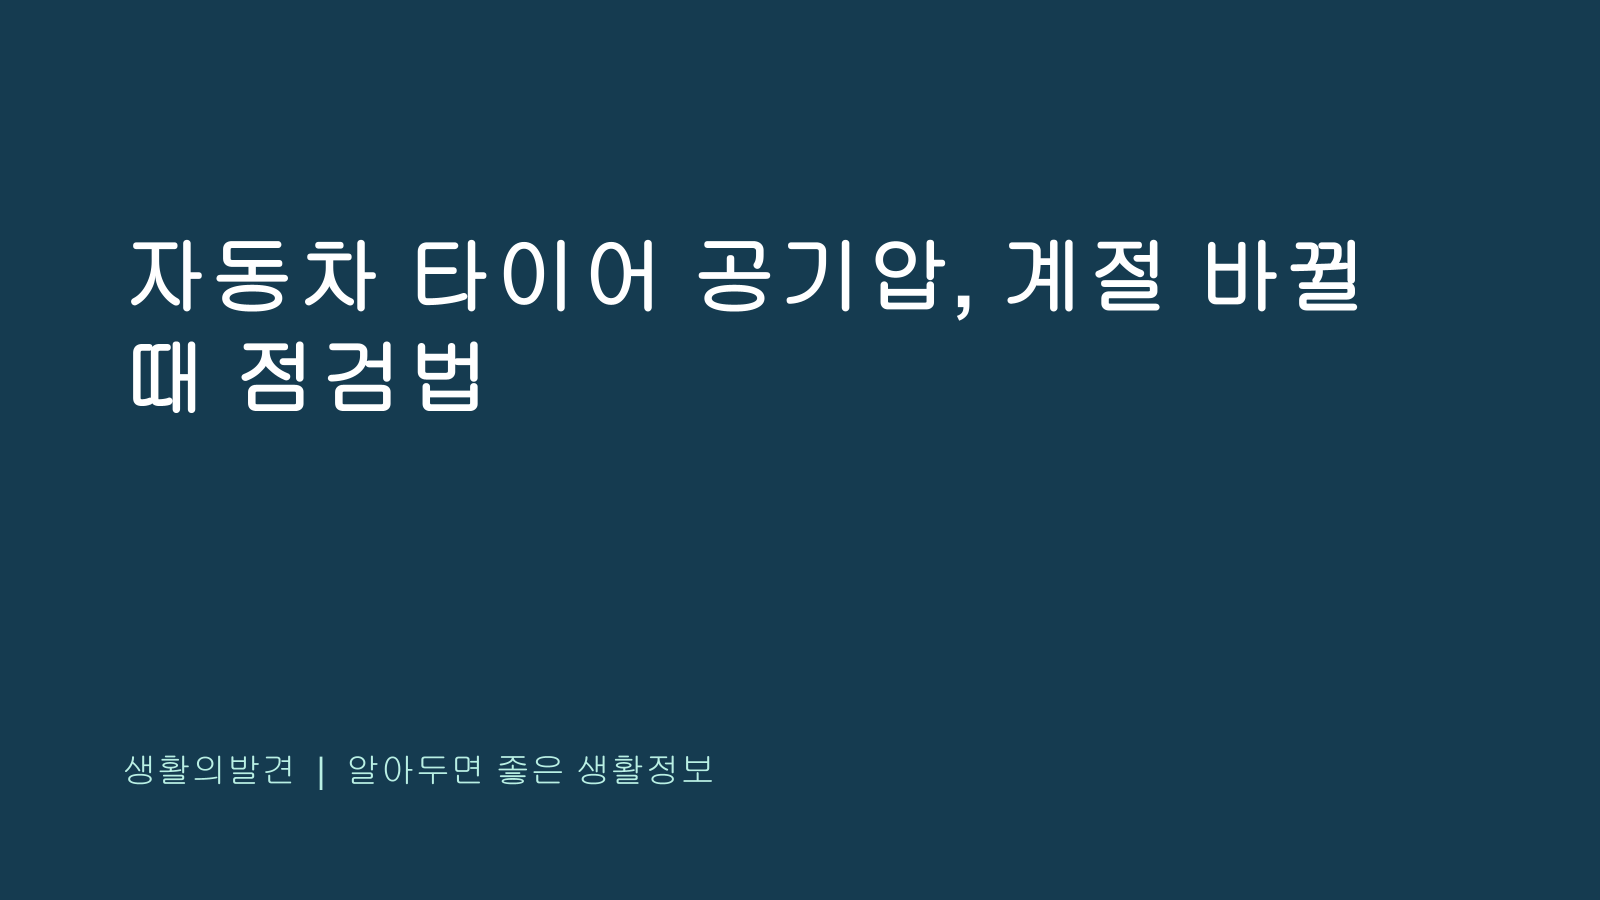 자동차 타이어 공기압, 계절 바뀔
때 점검법
생활의발견 | 알아두면 좋은 생활정보